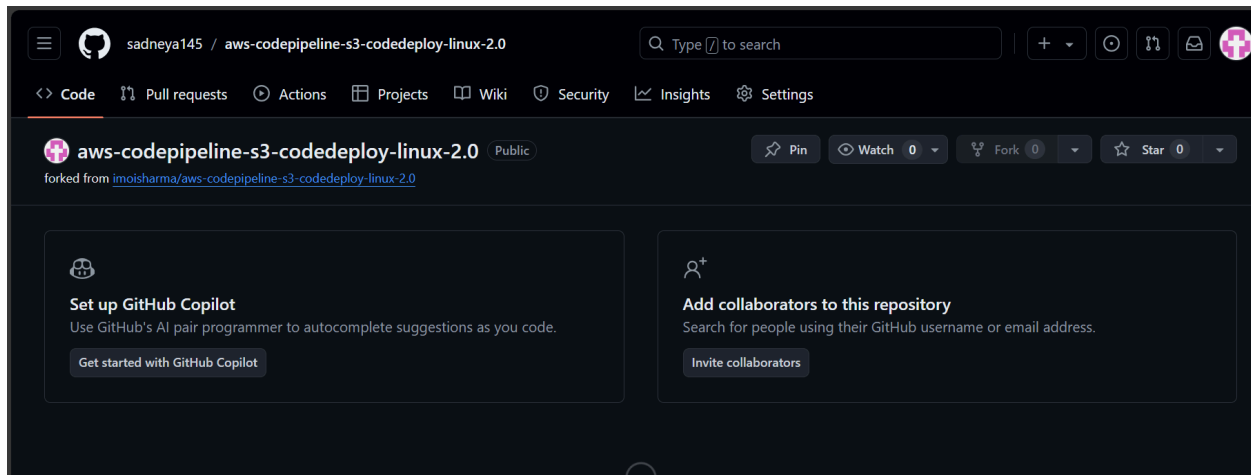 sadneya145 / aws-codepipeline-s3-codedeploy-linux-2.0
Type / to search
Code Pull requests Actions Projects Wiki Security Insights Settings
aws-codepipeline-s3-codedeploy-linux-2.0 Public
Pin Watch 0 Fork 0 Star 0
forked from imoisharma/aws-codepipeline-s3-codedeploy-linux-2.0
Set up GitHub Copilot
Use GitHub's AI pair programmer to autocomplete suggestions as you code.
Get started with GitHub Copilot
Add collaborators to this repository
Search for people using their GitHub username or email address.
Invite collaborators